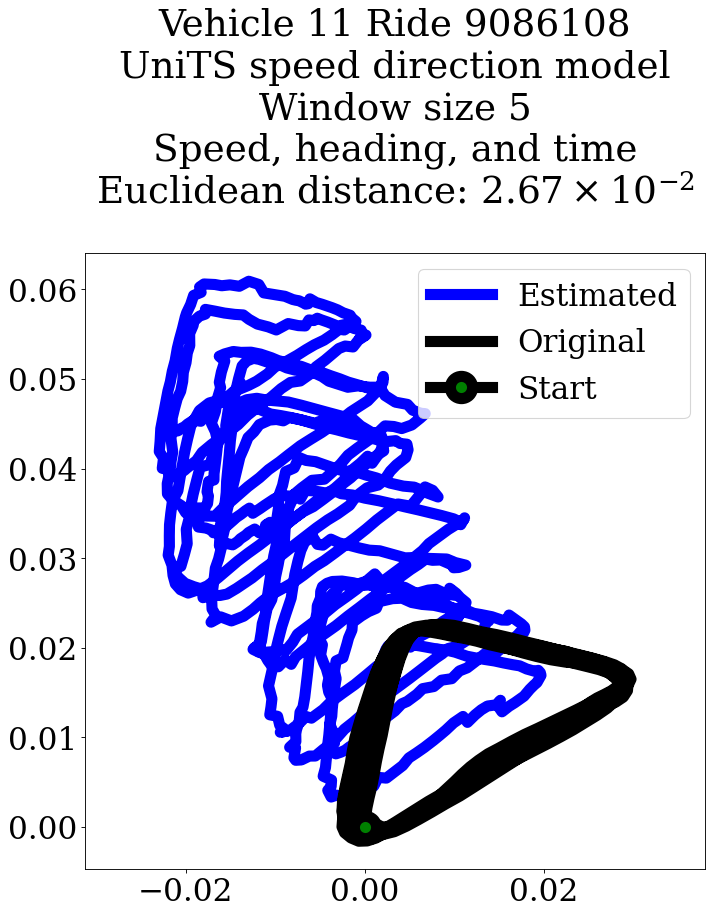 Vehicle 11 Ride 9086108
UniTS speed direction model
Window size 5
Speed, heading, and time
Euclidean distance: 2.67 × 10⁻²
Estimated
Original
Start
0.06
0.05
0.04
0.03
0.02
0.01
0.00
−0.02 0.00 0.02